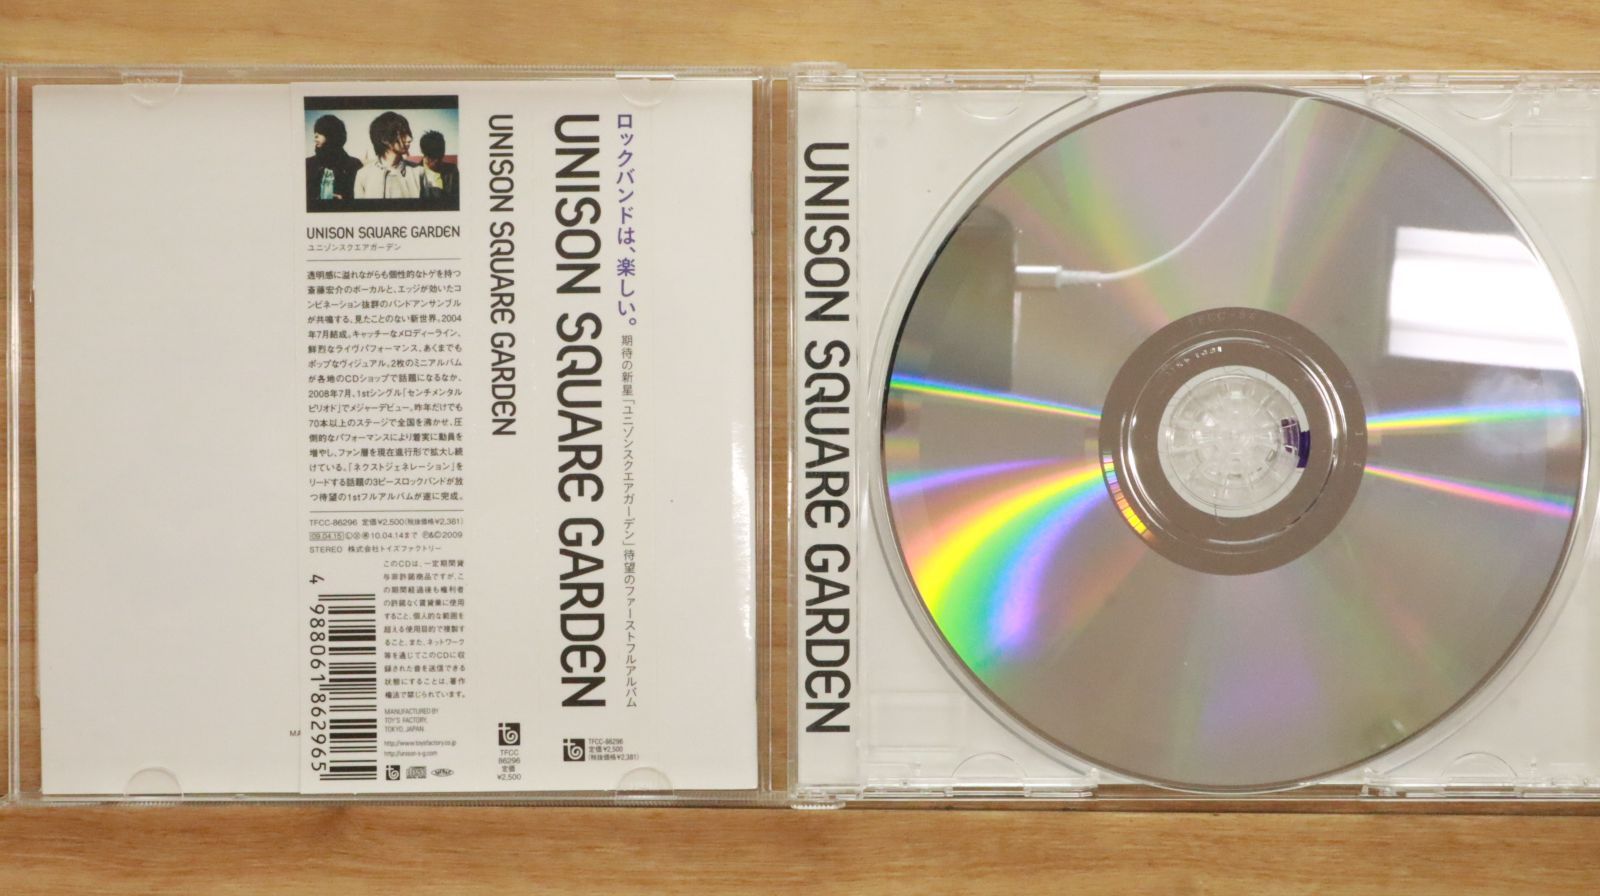 UNISON SQUARE GARDEN
ユニゾンスクエアガーデン
透明感に溢れながらも個性的なトゲを持つ
斎藤宏介のボーカルと、エッジが効いたコ
ンビネーション抜群のバンドアンサンブル
が共鳴する、見たことのない新世界。2004
年7月結成。キャッチーなメロディーライン、
鮮烈なライヴパフォーマンス、あくまでも
ポップなヴィジュアル。2枚のミニアルバム
が各地のCDショップで話題になるなか、
2008年7月、1stシングル「センチメンタル
ピリオド」でメジャーデビュー。昨年だけでも
70本以上のステージで全国を沸かせ、圧
倒的なパフォーマンスにより着実に動員を
増やし、ファン層を現在進行形で拡大し続
けている。「ネクストジェネレーション」を
リードする話題の3ピースロックバンドが放
つ待望の1stフルアルバムが遂に完成。
TFCC-86296 定価¥2,500(税抜価格¥2,381)
09.04.15 10.04.14まで ℗&©2009
STEREO 株式会社トイズファクトリー
このCDは、一定期間貸
与非許諾商品ですが、こ
の期間経過後も権利者
の許諾なく賃貸業に使用
すること、個人的な範囲を
超える使用目的で複製す
ること、また、ネットワーク
等を通じてこのCDに収
録された音を送信できる
状態にすることは、著作
権法で禁じられています。
MANUFACTURED BY
TOY'S FACTORY,
TOKYO, JAPAN.
http://www.toysfactory.co.jp
http://unison-s-g.com
4 988061 862965
MA
UNISON SQUARE GARDEN
TFCC
86296
定価
¥2,500
UNISON SQUARE GARDEN
TFCC-86296
定価¥2,500
(税抜価格¥2,381)
ロックバンドは、楽しい。
期待の新星「ユニゾンスクエアガーデン」待望のファーストフルアルバム
UNISON SQUARE GARDEN